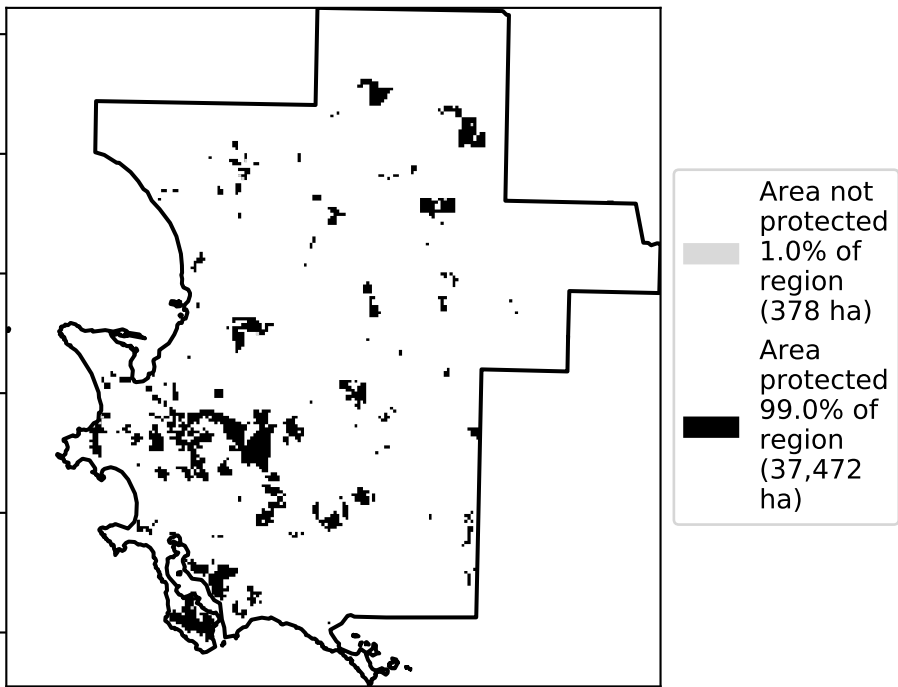 Area not
protected
1.0% of
region
(378 ha)
Area
protected
99.0% of
region
(37,472
ha)